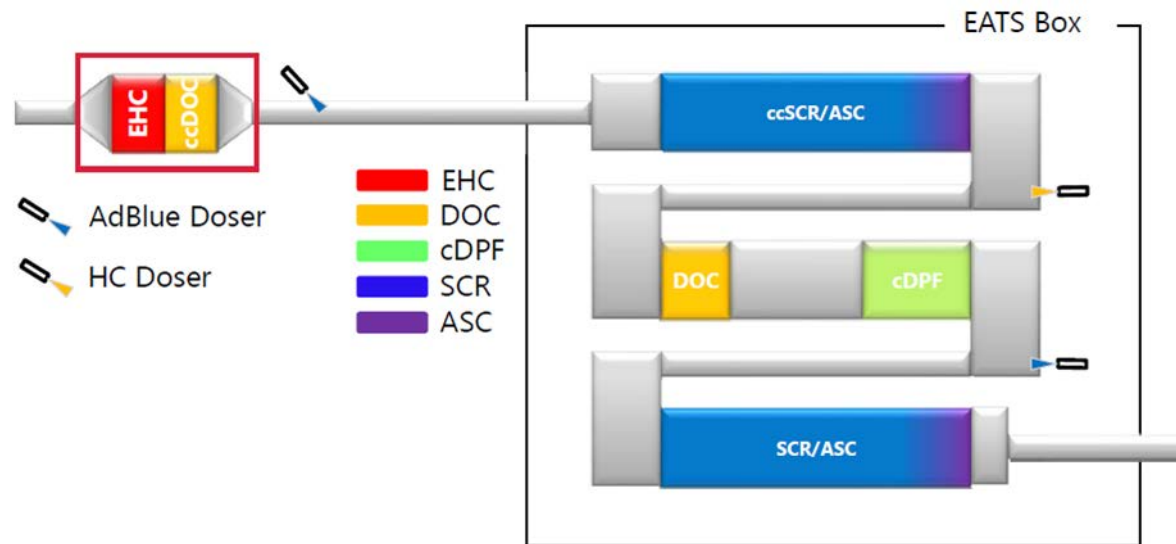 EATS Box
EHC
ccDOC
ccSCR/ASC
AdBlue Doser
HC Doser
EHC
DOC
cDPF
SCR
ASC
DOC
cDPF
SCR/ASC